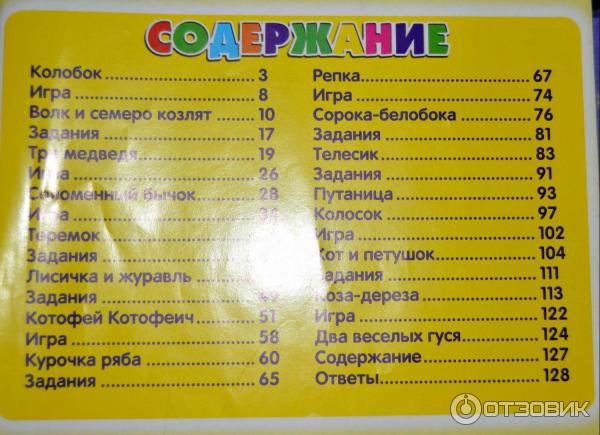 СОДЕРЖАНИЕ
Колобок 3
Игра 8
Волк и семеро козлят 10
Задания 17
Три медведя 19
Игра 26
Соломенный бычок 28
Игра 34
Теремок
Задания
Лисичка и журавль
Задания 49
Котофей Котофеич 51
Игра 58
Курочка ряба 60
Задания 65
Репка 67
Игра 74
Сорока-белобока 76
Задания 81
Телесик 83
Задания 91
Путаница 93
Колосок 97
Игра 102
Кот и петушок 104
Задания 111
Коза-дереза 113
Игра 122
Два веселых гуся 124
Содержание 127
Ответы 128
ОТЗОВИК